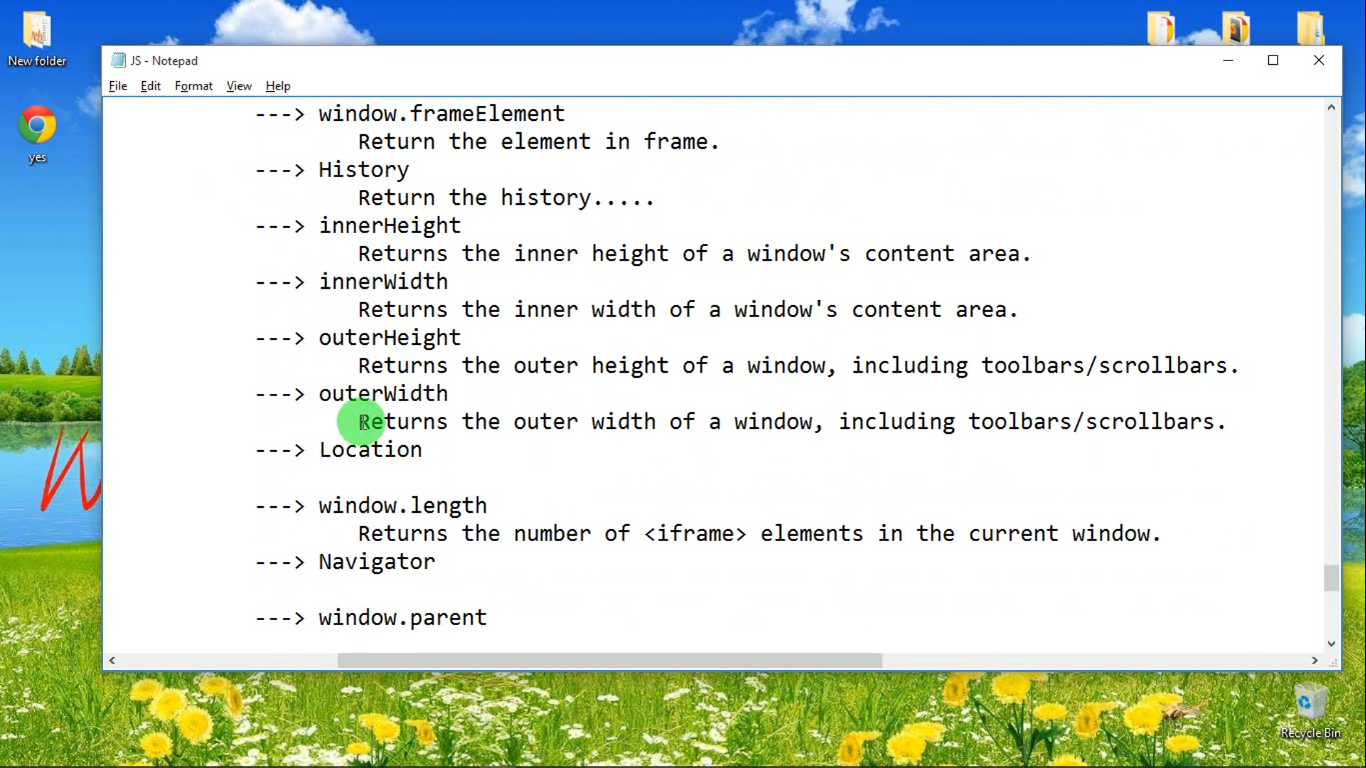 New folder
yes
JS - Notepad
File Edit Format View Help
---> window.frameElement
Return the element in frame.
---> History
Return the history.....
---> innerHeight
Returns the inner height of a window's content area.
---> innerWidth
Returns the inner width of a window's content area.
---> outerHeight
Returns the outer height of a window, including toolbars/scrollbars.
---> outerWidth
Returns the outer width of a window, including toolbars/scrollbars.
---> Location
---> window.length
Returns the number of <iframe> elements in the current window.
---> Navigator
---> window.parent
Recycle Bin